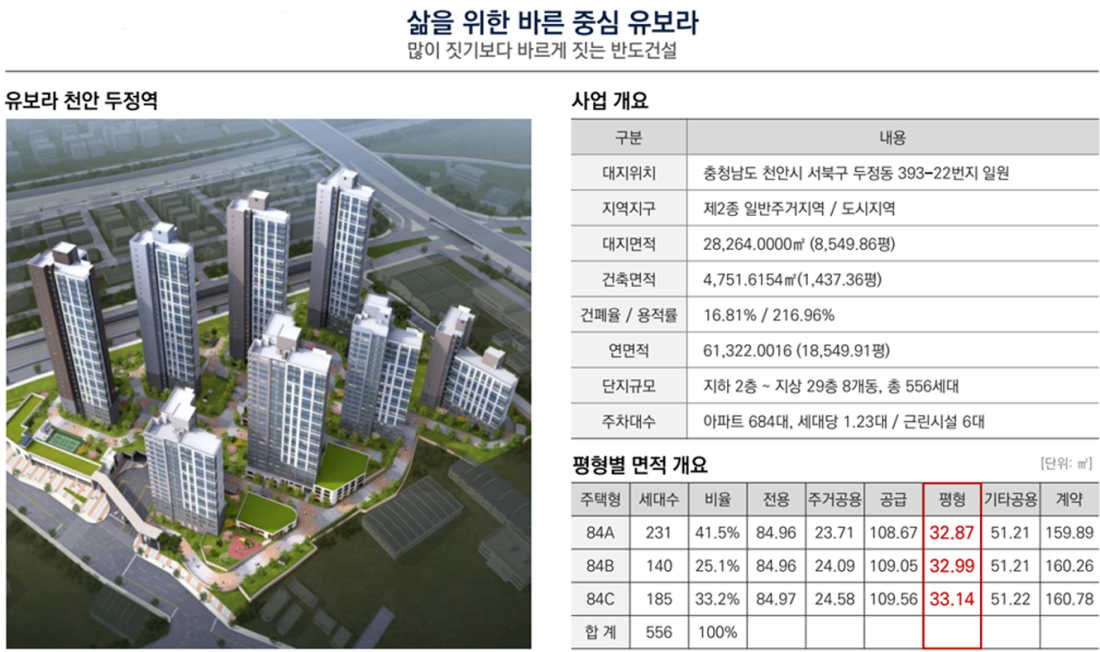 삶을 위한 바른 중심 유보라
많이 짓기보다 바르게 짓는 반도건설
유보라 천안 두정역
사업 개요
구분 내용
대지위치 충청남도 천안시 서북구 두정동 393-22번지 일원
지역지구 제2종 일반주거지역 / 도시지역
대지면적 28,264.0000㎡ (8,549.86평)
건축면적 4,751.6154㎡(1,437.36평)
건폐율 / 용적률 16.81% / 216.96%
연면적 61,322.0016 (18,549.91평)
단지규모 지하 2층 ~ 지상 29층 8개동, 총 556세대
주차대수 아파트 684대, 세대당 1.23대 / 근린시설 6대
평형별 면적 개요 [단위: ㎡]
주택형 세대수 비율 전용 주거공용 공급 평형 기타공용 계약
84A 231 41.5% 84.96 23.71 108.67 32.87 51.21 159.89
84B 140 25.1% 84.96 24.09 109.05 32.99 51.21 160.26
84C 185 33.2% 84.97 24.58 109.56 33.14 51.22 160.78
합 계 556 100%